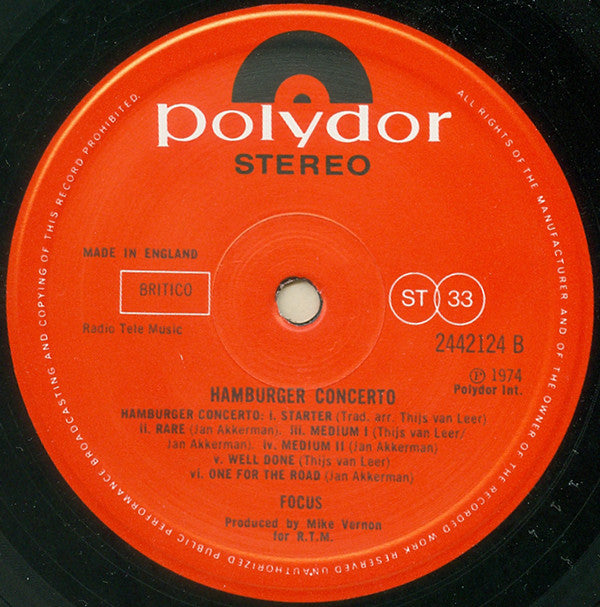 polydor
STEREO
ALL RIGHTS OF THE MANUFACTURER AND OF THE OWNER OF THE RECORDED WORK RESERVED UNAUTHORIZED PUBLIC PERFORMANCE BROADCASTING AND COPYING OF THIS RECORD PROHIBITED.
MADE IN ENGLAND
BRITICO
Radio Tele Music
ST 33
2442124 B
Ⓟ 1974
Polydor Int.
HAMBURGER CONCERTO
HAMBURGER CONCERTO: i. STARTER (Trad. arr. Thijs van Leer)
ii. RARE (Jan Akkerman). iii. MEDIUM I (Thijs van Leer/
Jan Akkerman). iv. MEDIUM II (Jan Akkerman)
v. WELL DONE (Thijs van Leer)
vi. ONE FOR THE ROAD (Jan Akkerman)
FOCUS
Produced by Mike Vernon
for R.T.M.